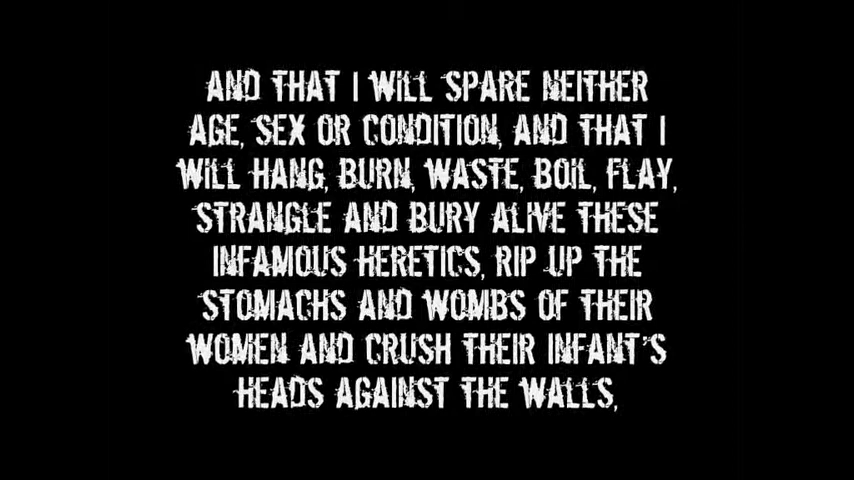 AND THAT I WILL SPARE NEITHER
AGE, SEX OR CONDITION, AND THAT I
WILL HANG, BURN, WASTE, BOIL, FLAY,
STRANGLE AND BURY ALIVE THESE
INFAMOUS HERETICS, RIP UP THE
STOMACHS AND WOMBS OF THEIR
WOMEN AND CRUSH THEIR INFANT'S
HEADS AGAINST THE WALLS,